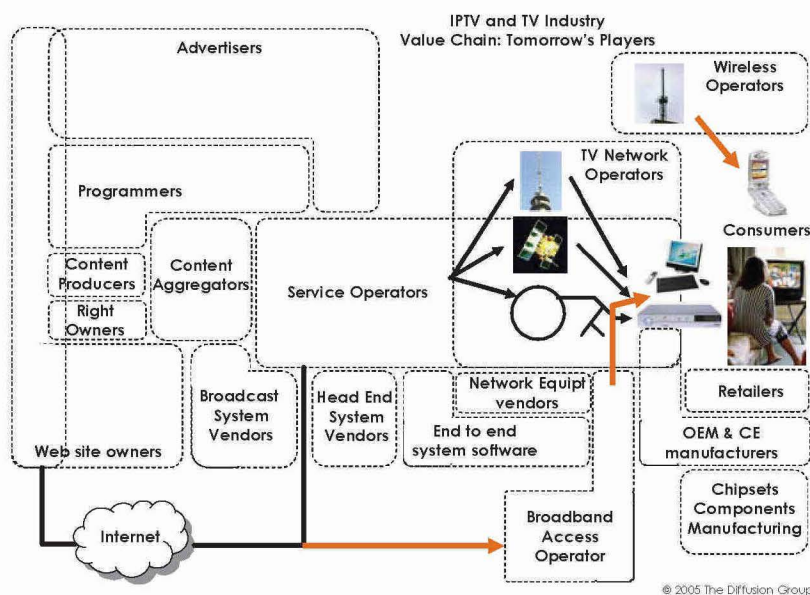 IPTV and TV Industry
Value Chain: Tomorrow's Players
Advertisers
Wireless
Operators
TV Network
Operators
Programmers
Consumers
Content
Producers
Content
Aggregators
Service Operators
Right
Owners
Broadcast
System
Vendors
Head End
System
Vendors
Network Equipt
vendors
Retailers
Web site owners
End to end
system software
OEM & CE
manufacturers
Internet
Broadband
Access
Operator
Chipsets
Components
Manufacturing
© 2005 The Diffusion Group